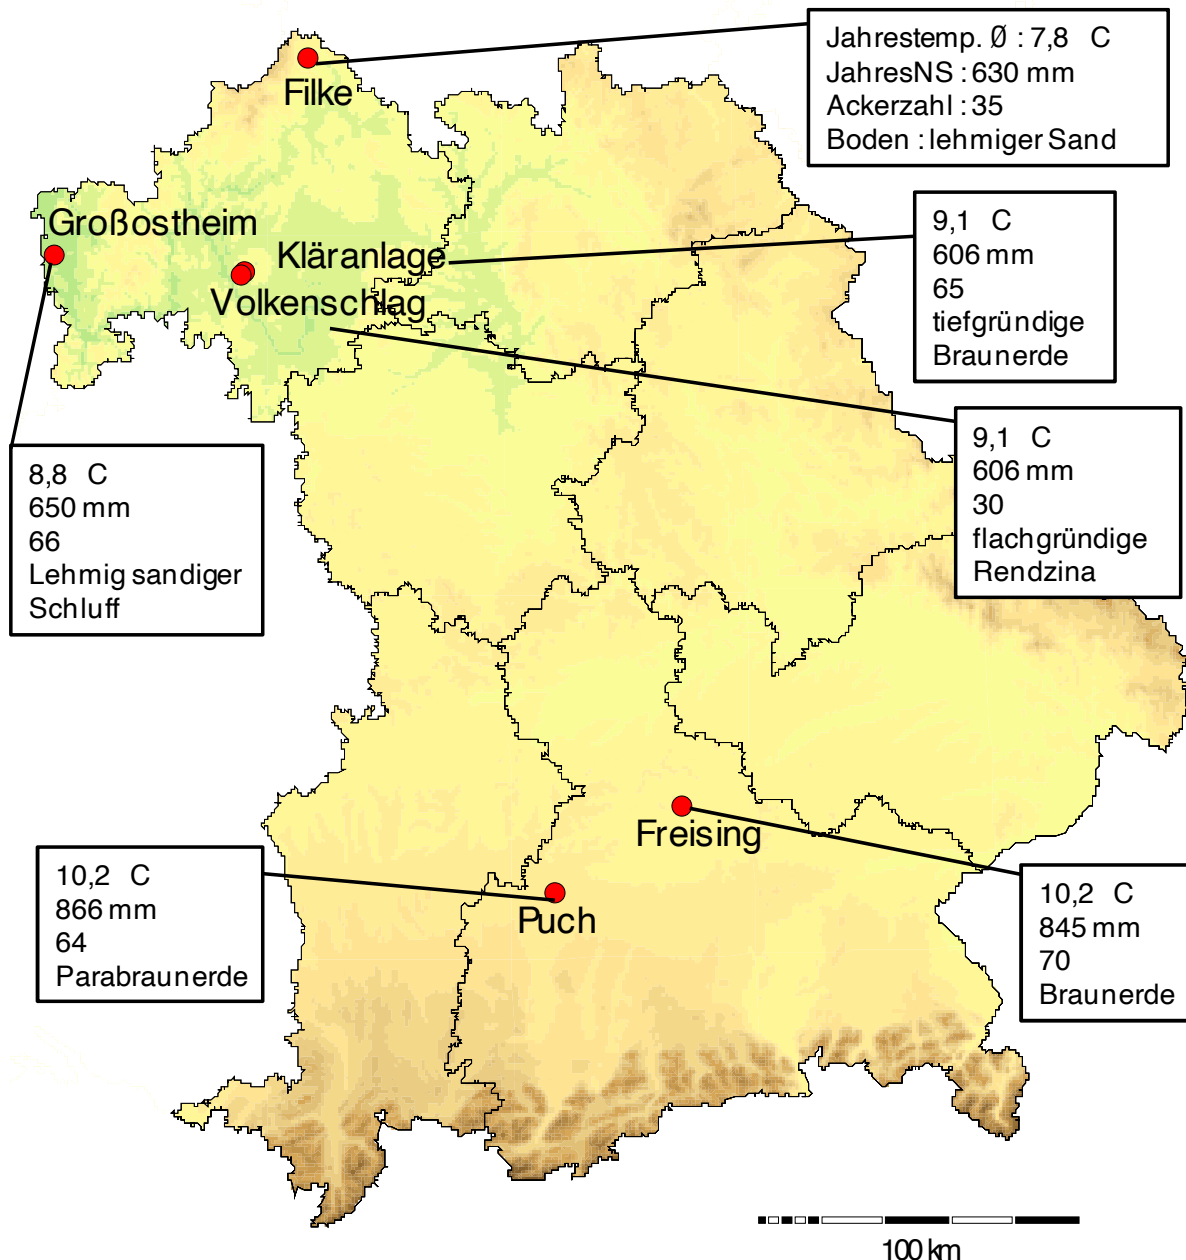 Jahrestemp. Ø : 7,8 C
JahresNS : 630 mm
Ackerzahl : 35
Boden : lehmiger Sand
Filke
Großostheim
Kläranlage
Volkenschlag
9,1 C
606 mm
65
tiefgründige
Braunerde
9,1 C
606 mm
30
flachgründige
Rendzina
8,8 C
650 mm
66
Lehmig sandiger
Schluff
Freising
Puch
10,2 C
866 mm
64
Parabraunerde
10,2 C
845 mm
70
Braunerde
100 km